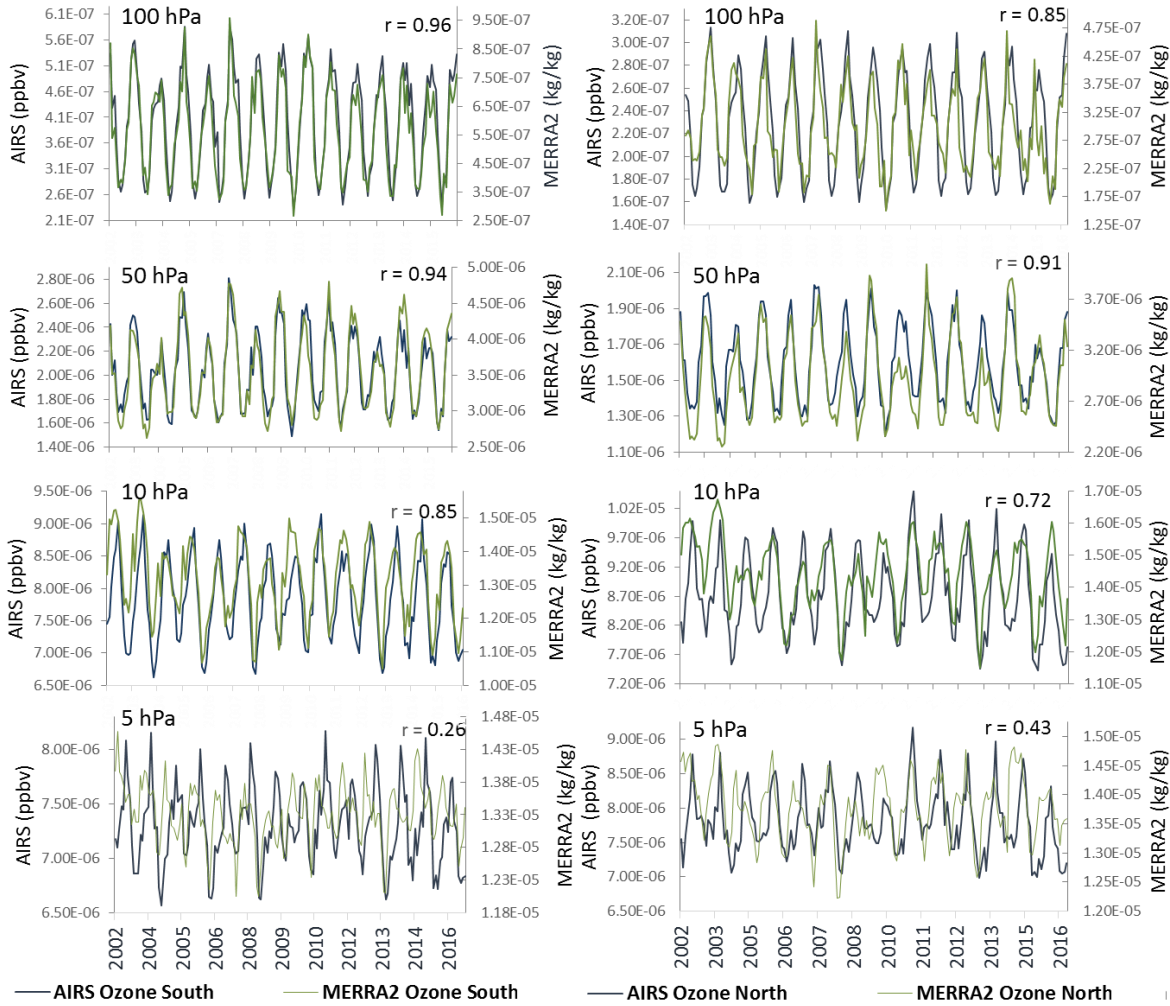 100 hPa
r = 0.96
AIRS (ppbv)
6.1E-07
5.6E-07
5.1E-07
4.6E-07
4.1E-07
3.6E-07
3.1E-07
2.6E-07
2.1E-07
9.50E-07
8.50E-07
7.50E-07
6.50E-07
5.50E-07
4.50E-07
3.50E-07
2.50E-07
MERRA2 (kg/kg)
100 hPa
r = 0.85
AIRS (ppbv)
3.20E-07
3.00E-07
2.80E-07
2.60E-07
2.40E-07
2.20E-07
2.00E-07
1.80E-07
1.60E-07
1.40E-07
4.75E-07
4.25E-07
3.75E-07
3.25E-07
2.75E-07
2.25E-07
1.75E-07
1.25E-07
MERRA2 (kg/kg)
50 hPa
r = 0.94
AIRS (ppbv)
2.80E-06
2.60E-06
2.40E-06
2.20E-06
2.00E-06
1.80E-06
1.60E-06
1.40E-06
5.00E-06
4.50E-06
4.00E-06
3.50E-06
3.00E-06
2.50E-06
MERRA2 (kg/kg)
50 hPa
r = 0.91
AIRS (ppbv)
2.10E-06
1.90E-06
1.70E-06
1.50E-06
1.30E-06
1.10E-06
3.70E-06
3.20E-06
2.70E-06
2.20E-06
MERRA2 (kg/kg)
10 hPa
r = 0.85
AIRS (ppbv)
9.50E-06
9.00E-06
8.50E-06
8.00E-06
7.50E-06
7.00E-06
6.50E-06
1.50E-05
1.40E-05
1.30E-05
1.20E-05
1.10E-05
1.00E-05
MERRA2 (kg/kg)
10 hPa
r = 0.72
AIRS (ppbv)
1.02E-05
9.70E-06
9.20E-06
8.70E-06
8.20E-06
7.70E-06
7.20E-06
1.70E-05
1.60E-05
1.50E-05
1.40E-05
1.30E-05
1.20E-05
1.10E-05
MERRA2 (kg/kg)
5 hPa
r = 0.26
AIRS (ppbv)
8.00E-06
7.50E-06
7.00E-06
6.50E-06
1.48E-05
1.43E-05
1.38E-05
1.33E-05
1.28E-05
1.23E-05
1.18E-05
MERRA2 (kg/kg)
2002
2004
2005
2006
2008
2009
2010
2012
2013
2014
2016
5 hPa
r = 0.43
AIRS (ppbv)
9.00E-06
8.50E-06
8.00E-06
7.50E-06
7.00E-06
6.50E-06
1.50E-05
1.40E-05
1.35E-05
1.30E-05
1.25E-05
1.20E-05
MERRA2 (kg/kg)
2002
2003
2004
2005
2007
2008
2009
2010
2012
2013
2014
2015
2016
AIRS Ozone South
MERRA2 Ozone South
AIRS Ozone North
MERRA2 Ozone North